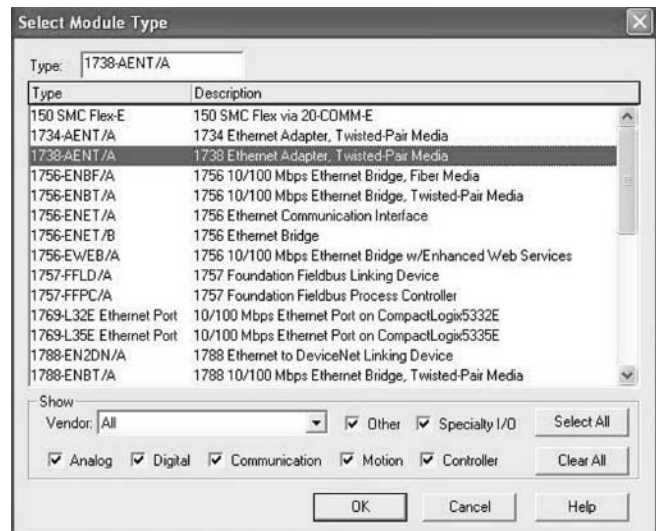 Select Module Type
Type: 1738-AENT/A
Type Description
150 SMC Flex-E 150 SMC Flex via 20-COMM-E
1734-AENT/A 1734 Ethernet Adapter, Twisted-Pair Media
1738-AENT/A 1738 Ethernet Adapter, Twisted-Pair Media
1756-ENBF/A 1756 10/100 Mbps Ethernet Bridge, Fiber Media
1756-ENBT/A 1756 10/100 Mbps Ethernet Bridge, Twisted-Pair Media
1756-ENET/A 1756 Ethernet Communication Interface
1756-ENET/B 1756 Ethernet Bridge
1756-EWEB/A 1756 10/100 Mbps Ethernet Bridge w/Enhanced Web Services
1757-FFLD/A 1757 Foundation Fieldbus Linking Device
1757-FFPC/A 1757 Foundation Fieldbus Process Controller
1769-L32E Ethernet Port 10/100 Mbps Ethernet Port on CompactLogix5332E
1769-L35E Ethernet Port 10/100 Mbps Ethernet Port on CompactLogix5335E
1788-EN2DN/A 1788 Ethernet to DeviceNet Linking Device
1788-ENBT/A 1788 10/100 Mbps Ethernet Bridge, Twisted-Pair Media
Show
Vendor: All Other Specialty I/O Select All
Analog Digital Communication Motion Controller Clear All
OK Cancel Help